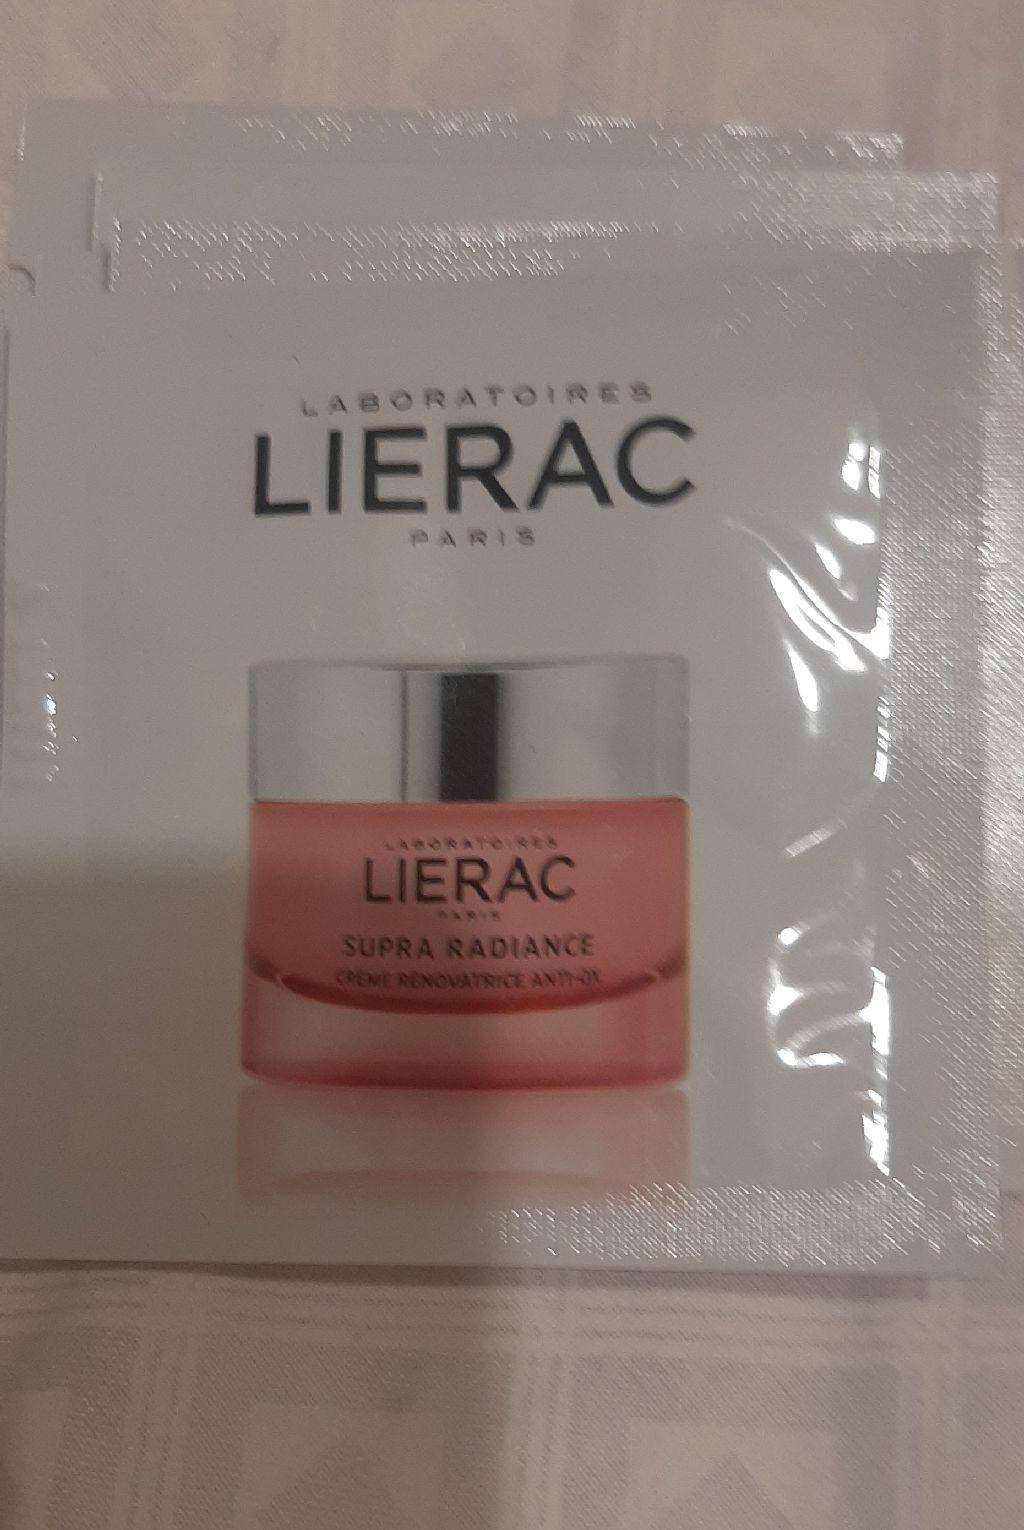 LABORATOIRES
LIERAC
PARIS
LABORATOIRES
LIERAC
PARIS
SUPRA RADIANCE
CRÈME RÉNOVATRICE ANTI-OX